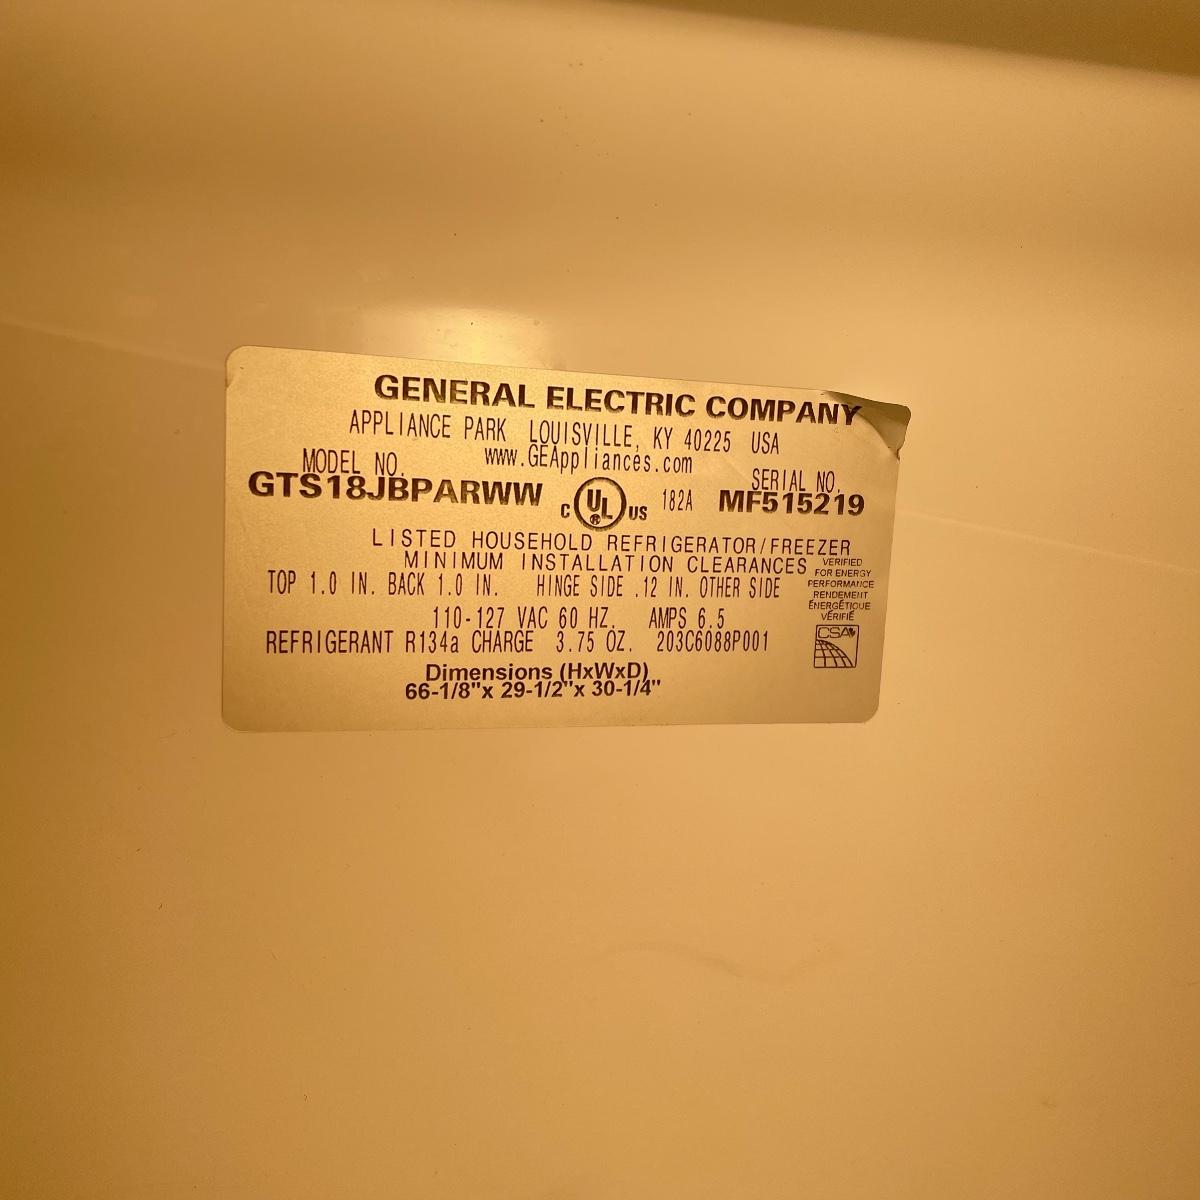 GENERAL ELECTRIC COMPANY
APPLIANCE PARK LOUISVILLE, KY 40225 USA
www.GEAppliances.com
MODEL NO. SERIAL NO.
GTS18JBPARWW C UL ® US 182A MF515219
LISTED HOUSEHOLD REFRIGERATOR/FREEZER
MINIMUM INSTALLATION CLEARANCES
TOP 1.0 IN. BACK 1.0 IN. HINGE SIDE .12 IN. OTHER SIDE
110-127 VAC 60 HZ. AMPS 6.5
REFRIGERANT R134a CHARGE 3.75 OZ. 203C6088P001
Dimensions (HxWxD)
66-1/8"x 29-1/2"x 30-1/4"
VERIFIED
FOR ENERGY
PERFORMANCE
RENDEMENT
ÉNERGÉTIQUE
VÉRIFIÉ
CSA